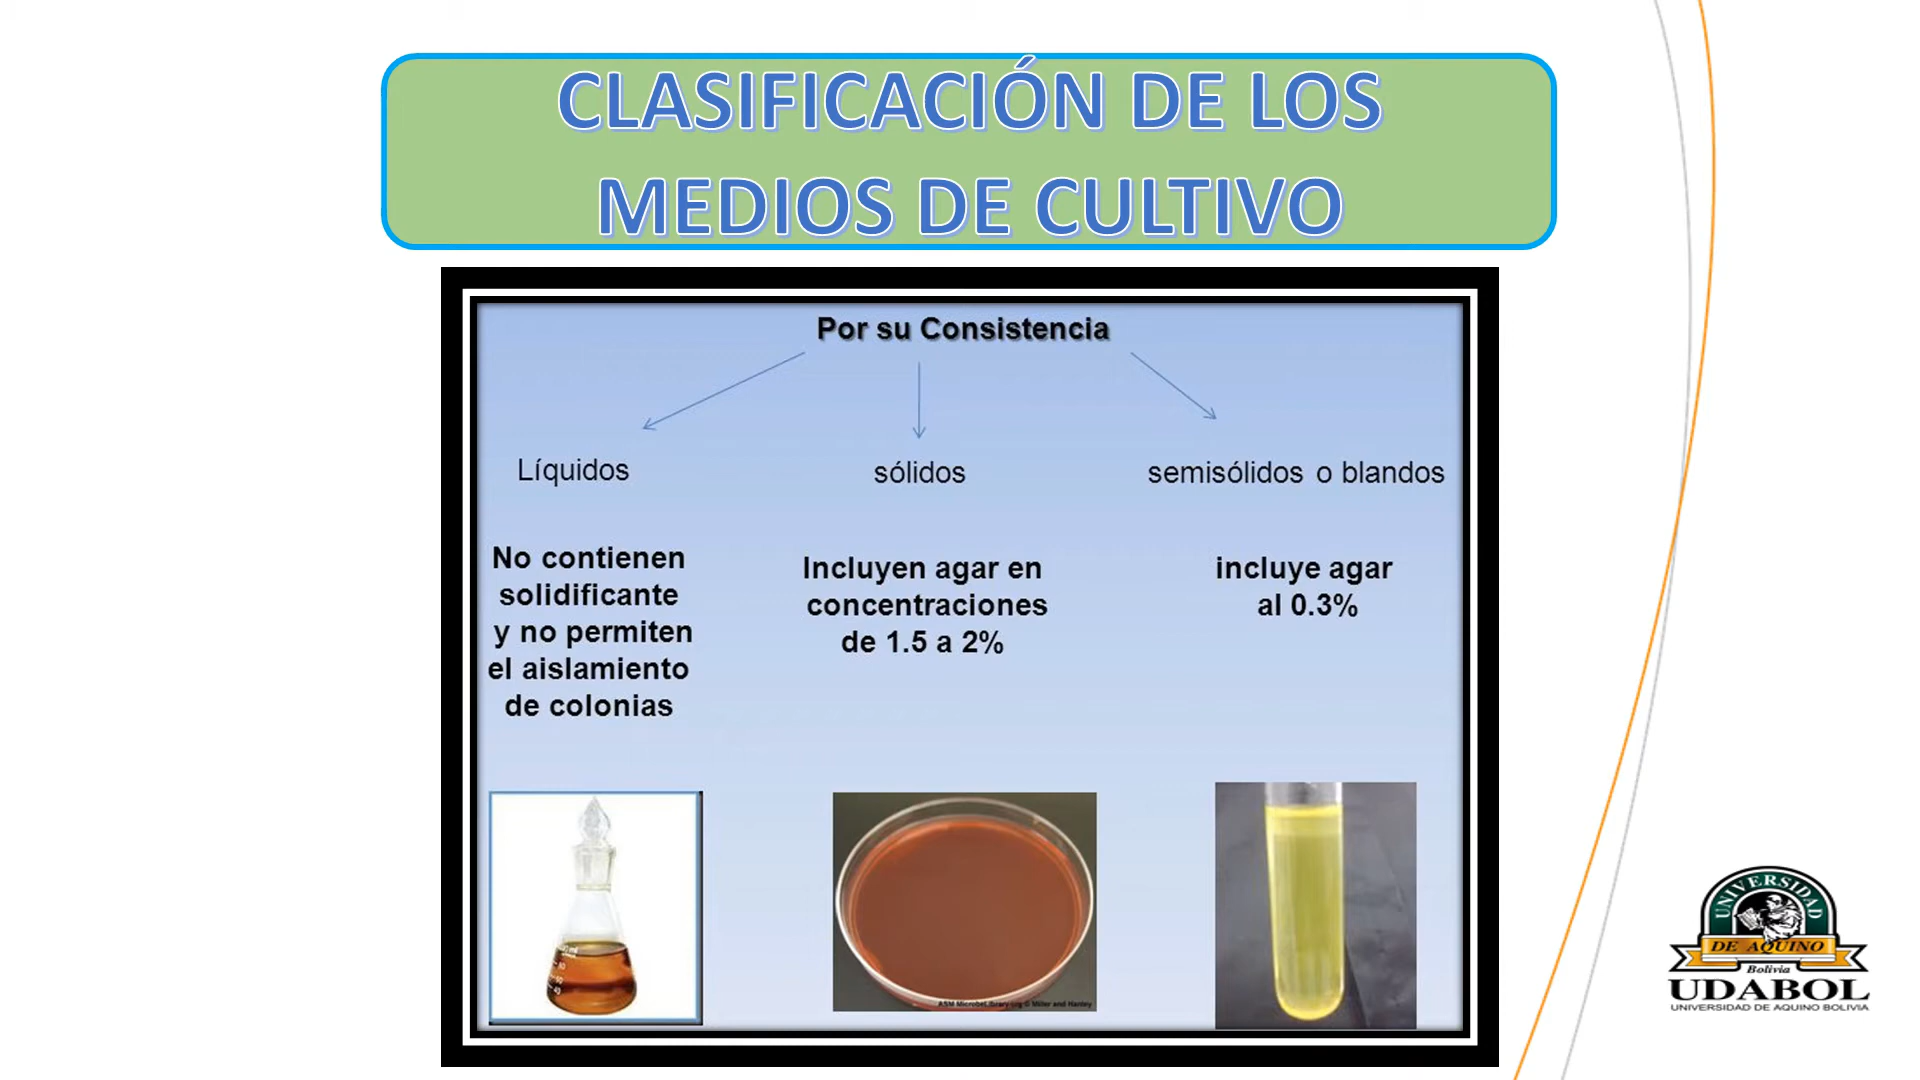 CLASIFICACIÓN DE LOS
MEDIOS DE CULTIVO
Por su Consistencia
Líquidos
sólidos
semisólidos o blandos
No contienen
solidificante
y no permiten
el aislamiento
de colonias
Incluyen agar en
concentraciones
de 1.5 a 2%
incluye agar
al 0.3%
UNIVERSIDAD
DE AQUINO
Bolivia
UDABOL
UNIVERSIDAD DE AQUINO BOLIVIA